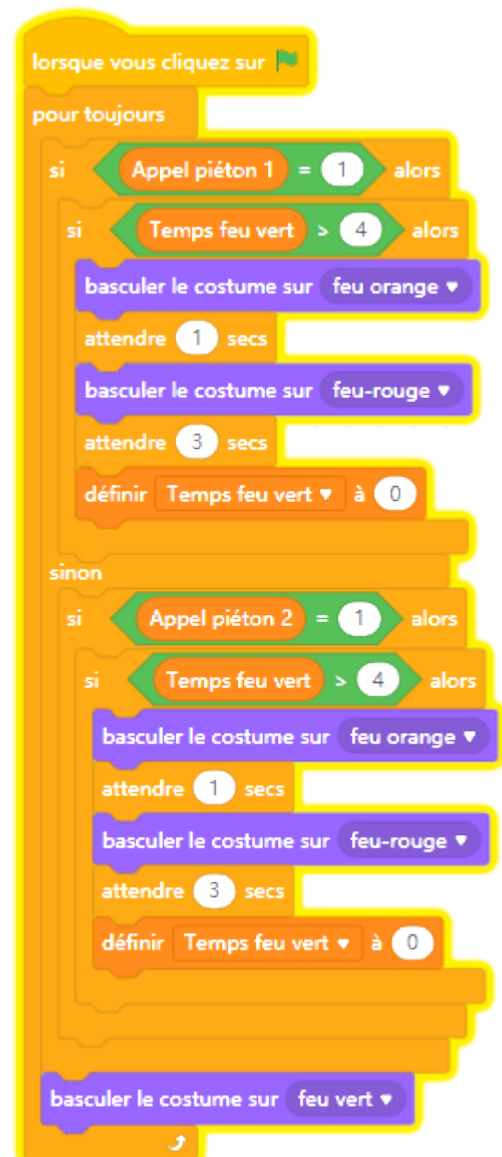 lorsque vous cliquez sur
pour toujours
si Appel piéton 1 = 1 alors
si Temps feu vert > 4 alors
basculer le costume sur feu orange
attendre 1 secs
basculer le costume sur feu-rouge
attendre 3 secs
définir Temps feu vert à 0
sinon
si Appel piéton 2 = 1 alors
si Temps feu vert > 4 alors
basculer le costume sur feu orange
attendre 1 secs
basculer le costume sur feu-rouge
attendre 3 secs
définir Temps feu vert à 0
basculer le costume sur feu vert